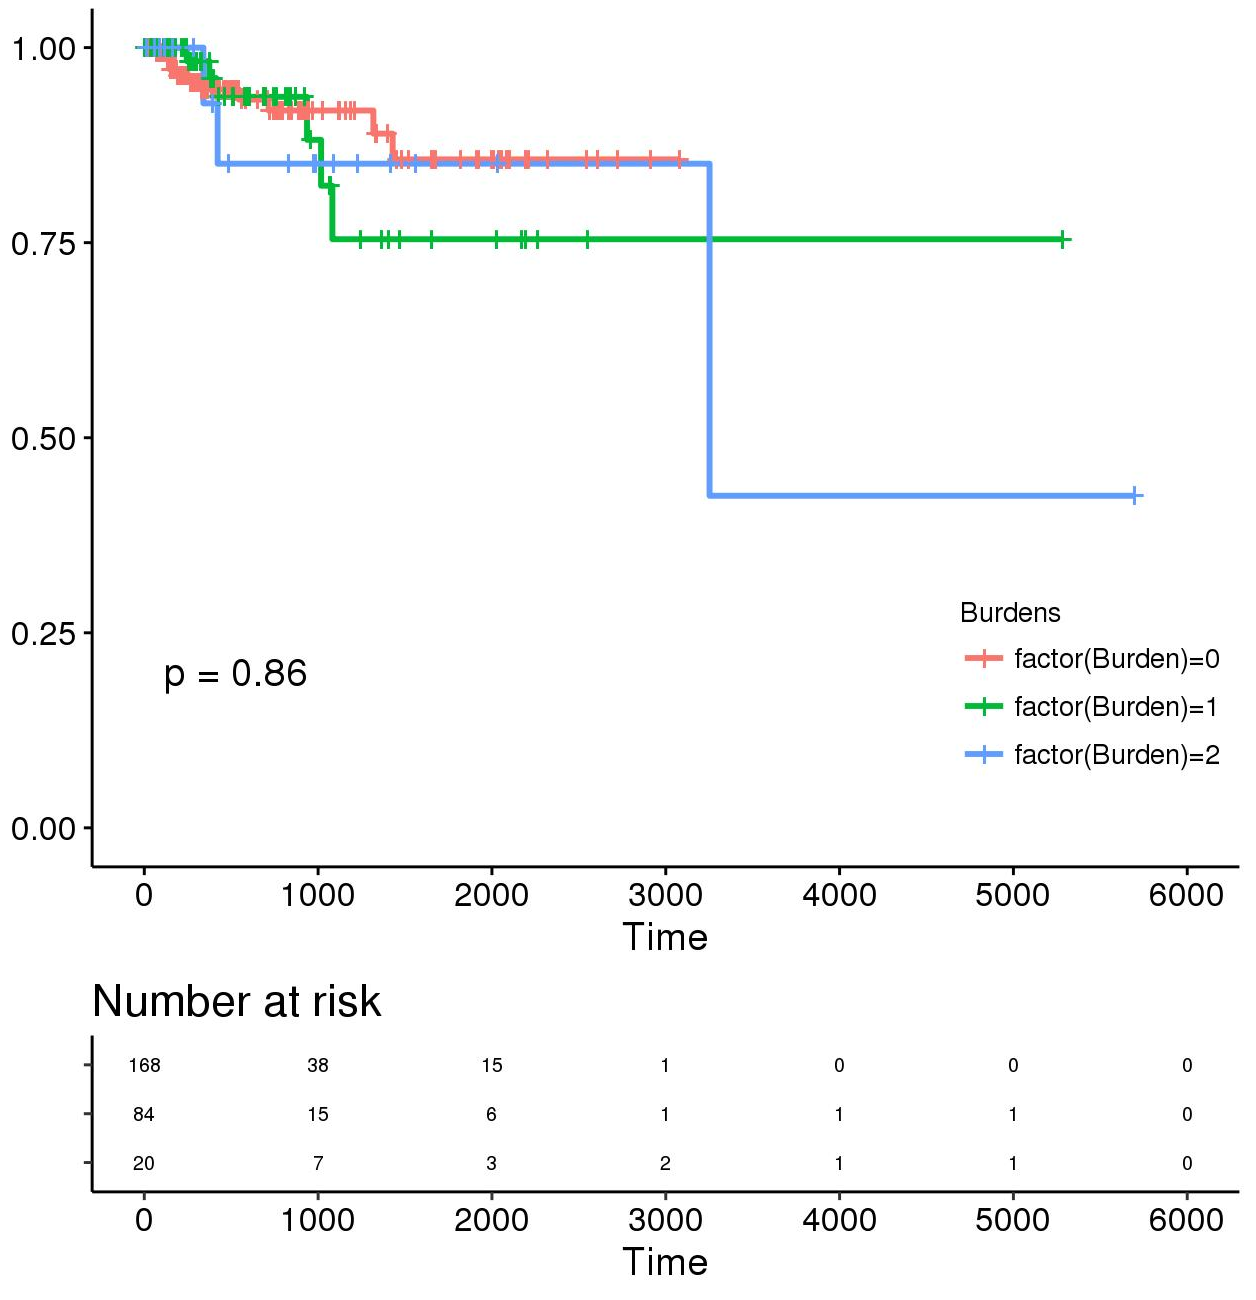 1.00
0.75
0.50
0.25
0.00
p = 0.86
Burdens
factor(Burden)=0
factor(Burden)=1
factor(Burden)=2
0 1000 2000 3000 4000 5000 6000
Time
Number at risk
168 38 15 1 0 0 0
84 15 6 1 1 1 0
20 7 3 2 1 1 0
0 1000 2000 3000 4000 5000 6000
Time